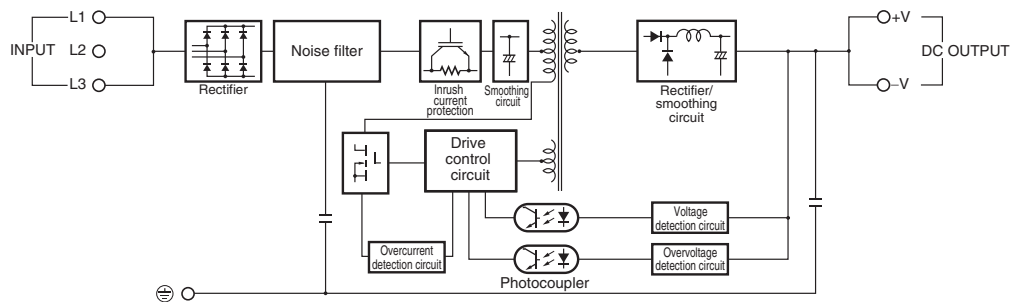 INPUT
L1
L2
L3
Rectifier
Noise filter
Inrush
current
protection
Smoothing
circuit
Rectifier/
smoothing
circuit
+V
DC OUTPUT
–V
Drive
control
circuit
Overcurrent
detection circuit
Photocoupler
Voltage
detection circuit
Overvoltage
detection circuit